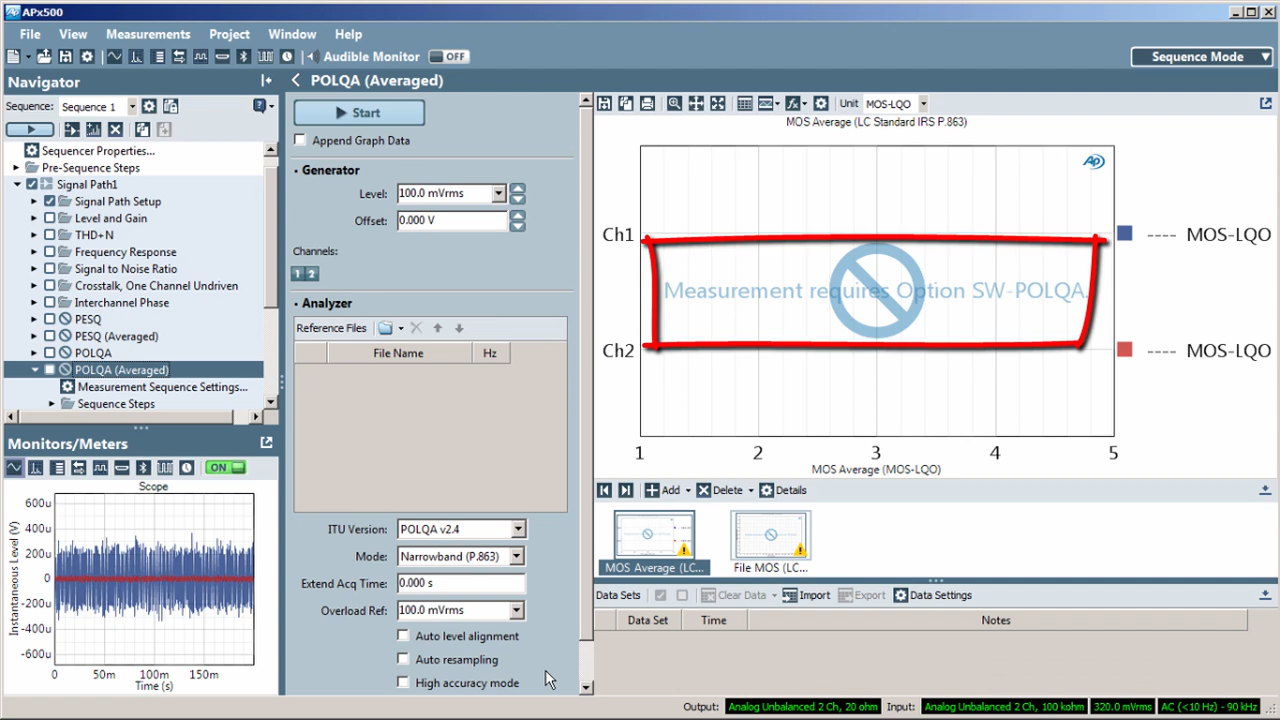 APx500
File View Measurements Project Window Help
Audible Monitor OFF
Sequence Mode
Navigator
Sequence: Sequence 1
Sequencer Properties...
Pre-Sequence Steps
Signal Path1
Signal Path Setup
Level and Gain
THD+N
Frequency Response
Signal to Noise Ratio
Crosstalk, One Channel Undriven
Interchannel Phase
PESQ
PESQ (Averaged)
POLQA
POLQA (Averaged)
Measurement Sequence Settings...
Sequence Steps
Monitors/Meters
ON
Scope
Instantaneous Level (V)
600u
400u
200u
0
-200u
-400u
-600u
0 50m 100m 150m
Time (s)
POLQA (Averaged)
Start
Append Graph Data
Generator
Level: 100.0 mVrms
Offset: 0.000 V
Channels:
1 2
Analyzer
Reference Files
File Name Hz
ITU Version: POLQA v2.4
Mode: Narrowband (P.863)
Extend Acq Time: 0.000 s
Overload Ref: 100.0 mVrms
Auto level alignment
Auto resampling
High accuracy mode
Unit MOS-LQO
MOS Average (LC Standard IRS P.863)
AP
Ch1 ---- MOS-LQO
Measurement requires Option SW-POLQA.
Ch2 ---- MOS-LQO
1 2 3 4 5
MOS Average (MOS-LQO)
Add Delete Details
MOS Average (LC... File MOS (LC...
Data Sets Clear Data Import Export Data Settings
Data Set Time Notes
Output: Analog Unbalanced 2 Ch, 20 ohm Input: Analog Unbalanced 2 Ch, 100 kohm 320.0 mVrms AC (<10 Hz) - 90 kHz